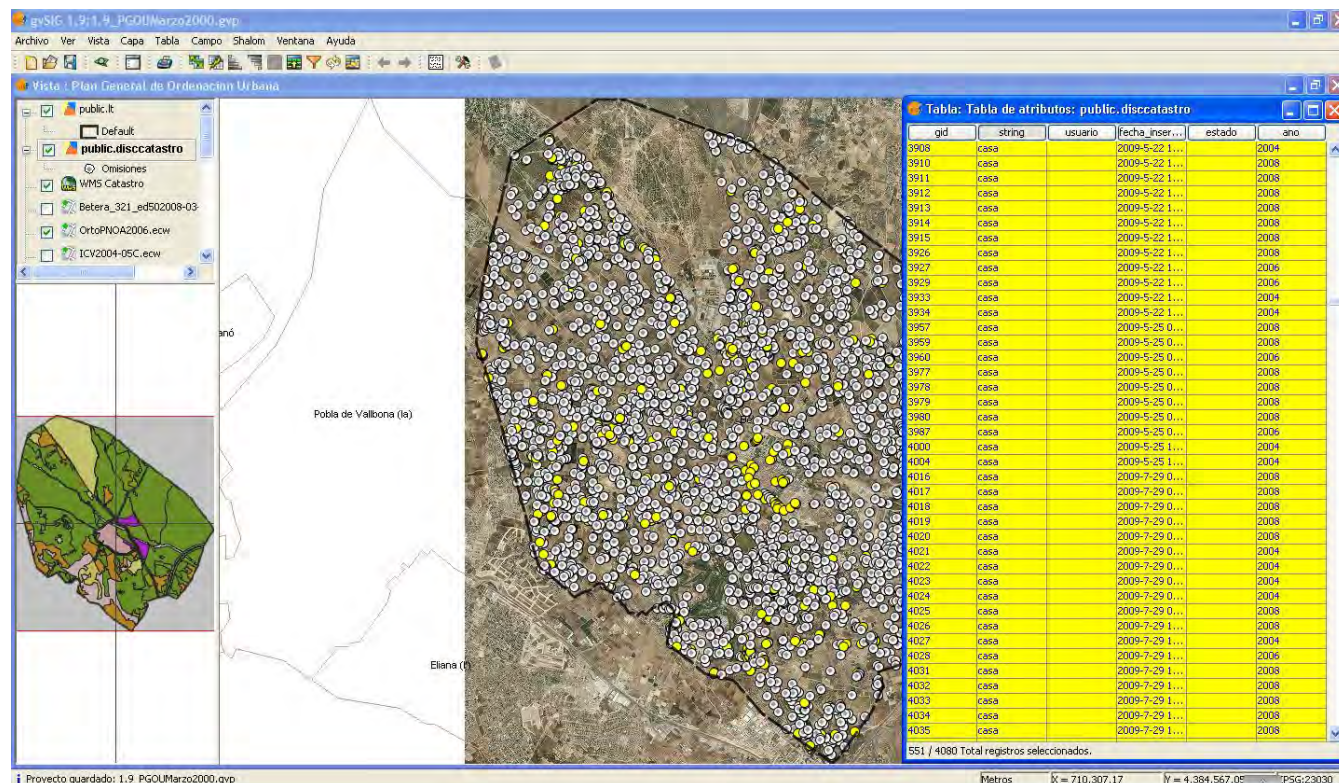 gvSIG 1.9:1.9_PGOUMarzo2000.gvp
Archivo Ver Vista Capa Tabla Campo Shalom Ventana Ayuda
Vista : Plan General de Ordenacion Urbana
public.lt
Default
public.disccatastro
Omisiones
WMS Catastro
Betera_321_ed502008-03-
OrtoPNOA2006.ecw
ICV2004-05C.ecw
anó
Pobla de Vallbona (la)
Eliana (l')
Tabla: Tabla de atributos: public.disccatastro
gid string usuario fecha_inser... estado ano
3908 casa 2009-5-22 1... 2004
3910 casa 2009-5-22 1... 2008
3911 casa 2009-5-22 1... 2008
3912 casa 2009-5-22 1... 2008
3913 casa 2009-5-22 1... 2008
3914 casa 2009-5-22 1... 2008
3915 casa 2009-5-22 1... 2008
3926 casa 2009-5-22 1... 2008
3927 casa 2009-5-22 1... 2006
3929 casa 2009-5-22 1... 2006
3933 casa 2009-5-22 1... 2004
3934 casa 2009-5-22 1... 2004
3957 casa 2009-5-25 0... 2008
3959 casa 2009-5-25 0... 2008
3960 casa 2009-5-25 0... 2006
3977 casa 2009-5-25 0... 2008
3978 casa 2009-5-25 0... 2008
3979 casa 2009-5-25 0... 2008
3980 casa 2009-5-25 0... 2008
3987 casa 2009-5-25 0... 2006
4000 casa 2009-5-25 1... 2004
4004 casa 2009-5-25 1... 2004
4016 casa 2009-7-29 0... 2008
4017 casa 2009-7-29 0... 2008
4018 casa 2009-7-29 0... 2008
4019 casa 2009-7-29 0... 2008
4020 casa 2009-7-29 0... 2008
4021 casa 2009-7-29 0... 2004
4022 casa 2009-7-29 0... 2004
4023 casa 2009-7-29 0... 2004
4024 casa 2009-7-29 0... 2004
4025 casa 2009-7-29 0... 2008
4026 casa 2009-7-29 1... 2008
4027 casa 2009-7-29 1... 2004
4028 casa 2009-7-29 1... 2006
4031 casa 2009-7-29 1... 2008
4032 casa 2009-7-29 1... 2008
4033 casa 2009-7-29 1... 2008
4034 casa 2009-7-29 1... 2008
4035 casa 2009-7-29 1... 2008
551 / 4080 Total registros seleccionados.
Proyecto guardado: 1.9_PGOUMarzo2000.gvp Metros X = 710.307,17 Y = 4.384.567,05 EPSG:23030